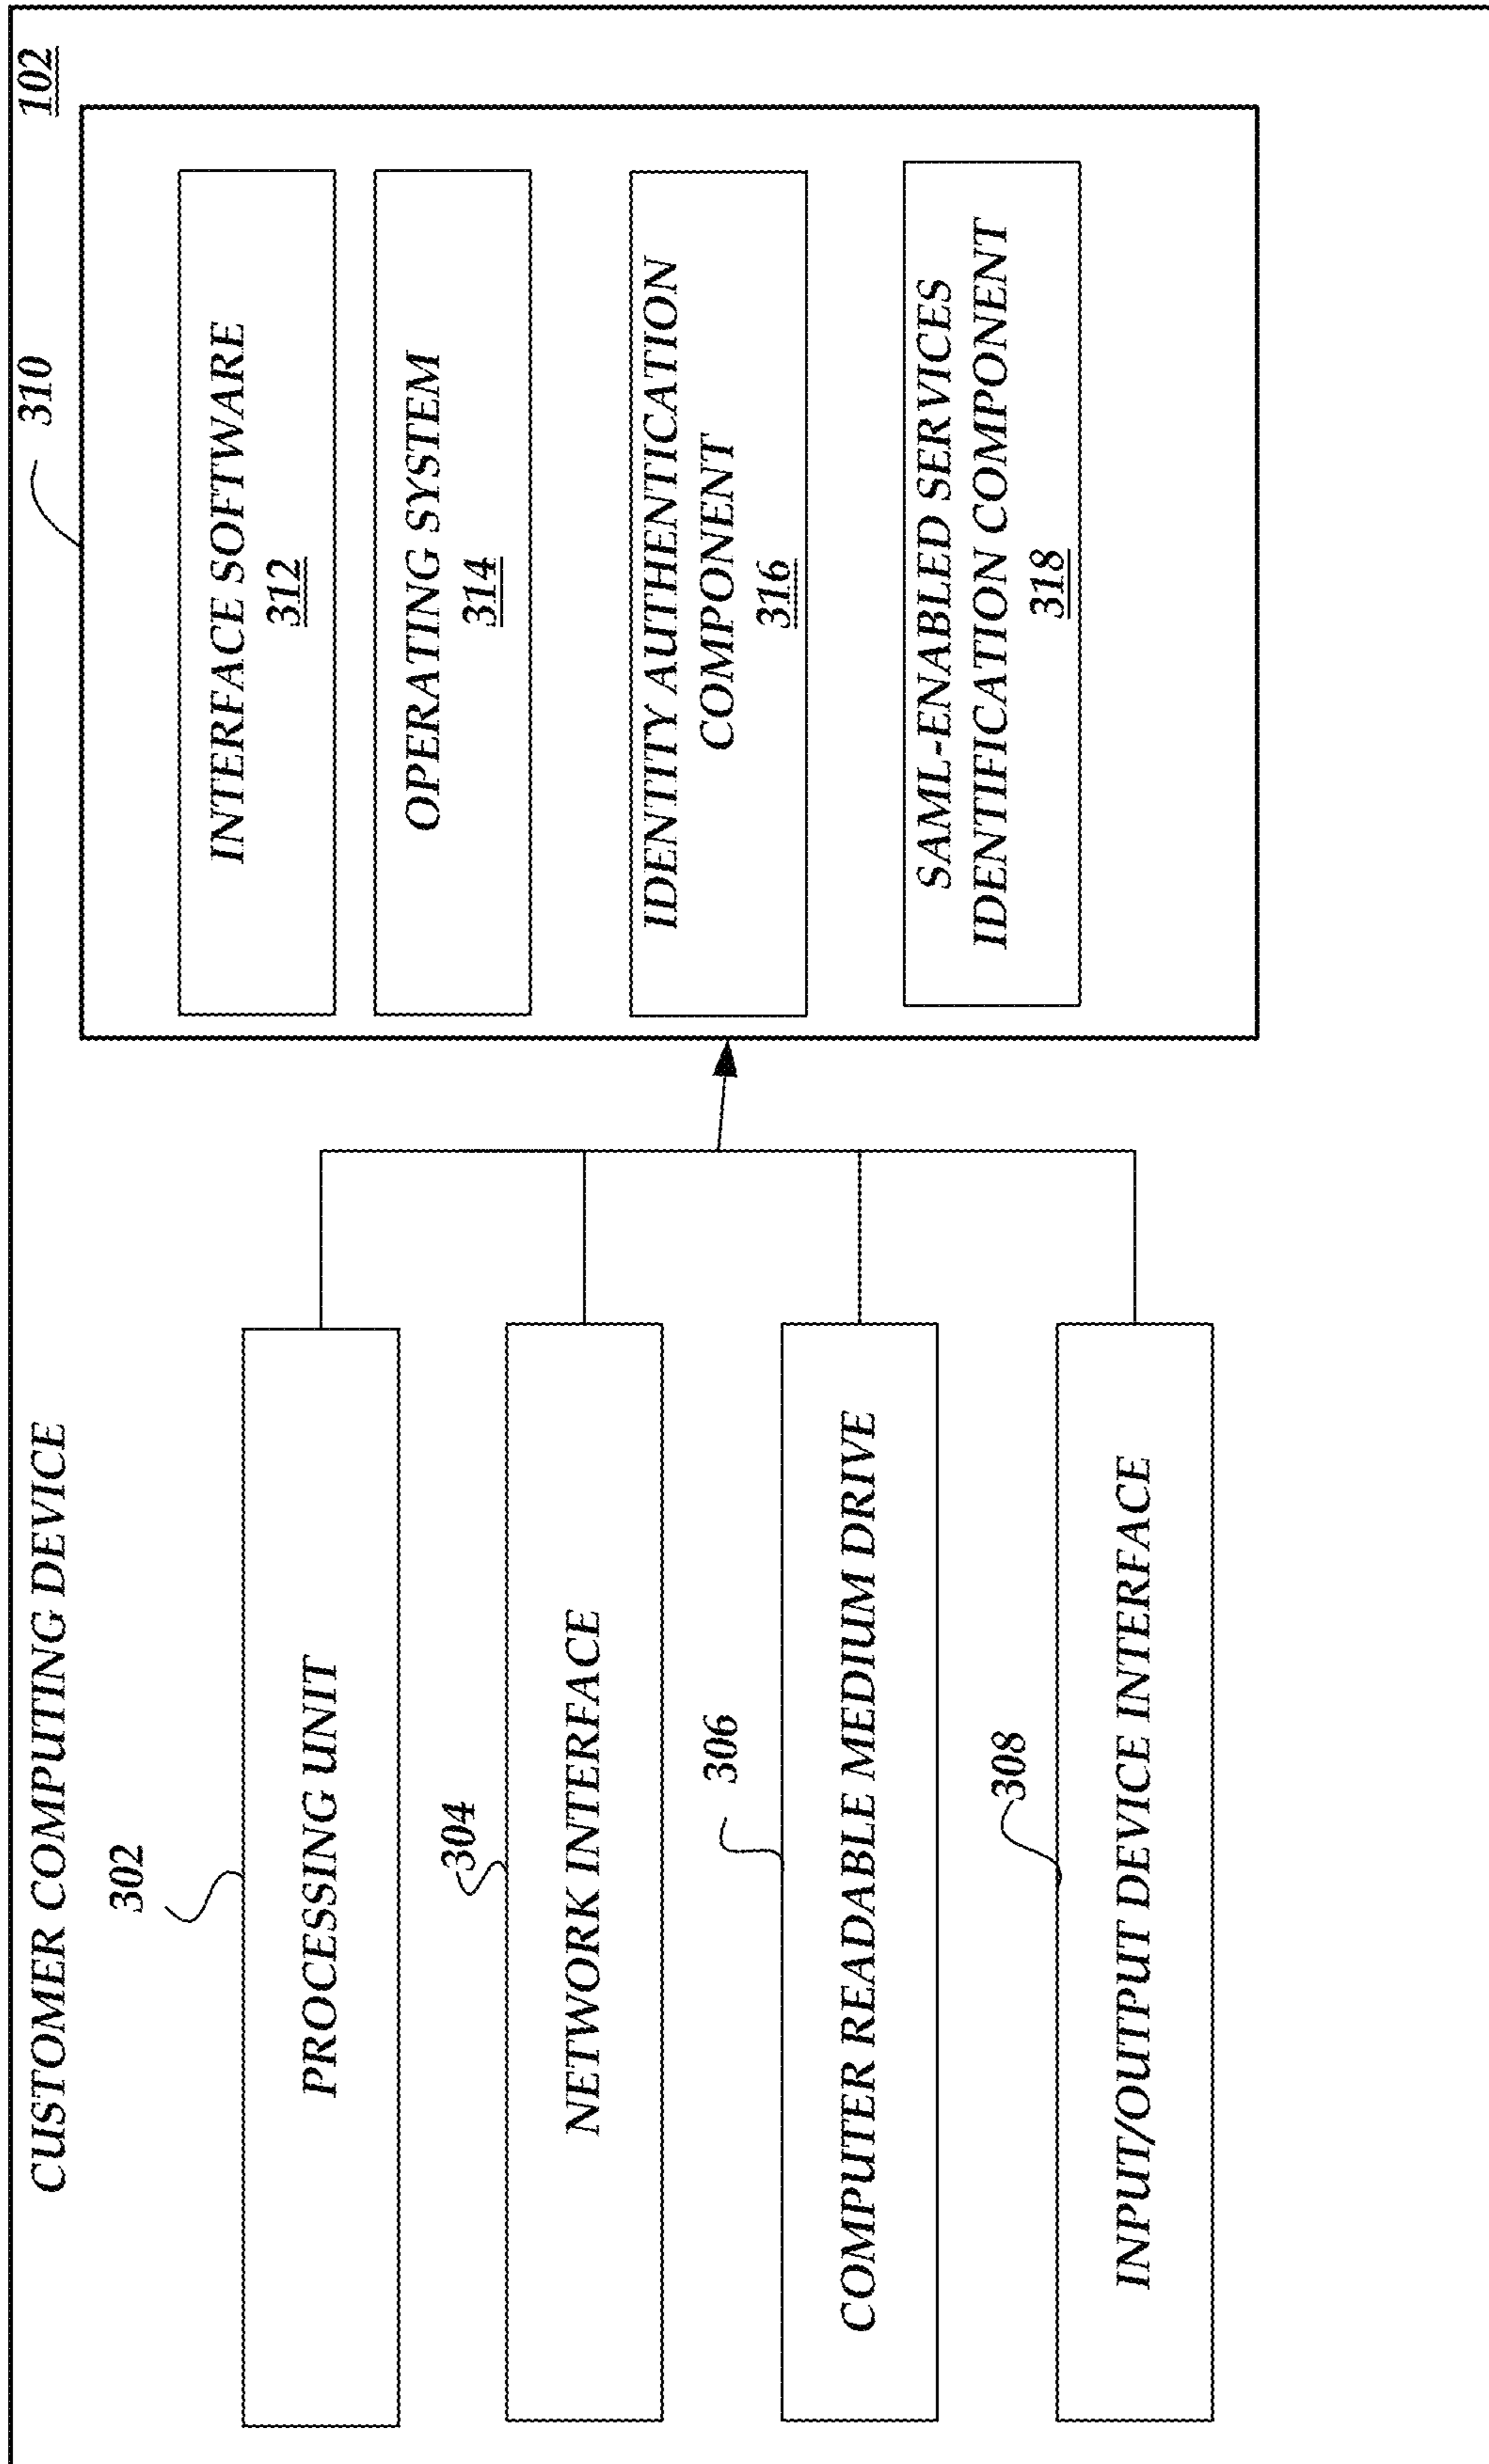 CUSTOMER COMPUTING DEVICE
102
302
PROCESSING UNIT
304
NETWORK INTERFACE
306
COMPUTER READABLE MEDIUM DRIVE
308
INPUT/OUTPUT DEVICE INTERFACE
310
INTERFACE SOFTWARE
312
OPERATING SYSTEM
314
IDENTITY AUTHENTICATION
COMPONENT
316
SAML-ENABLED SERVICES
IDENTIFICATION COMPONENT
318